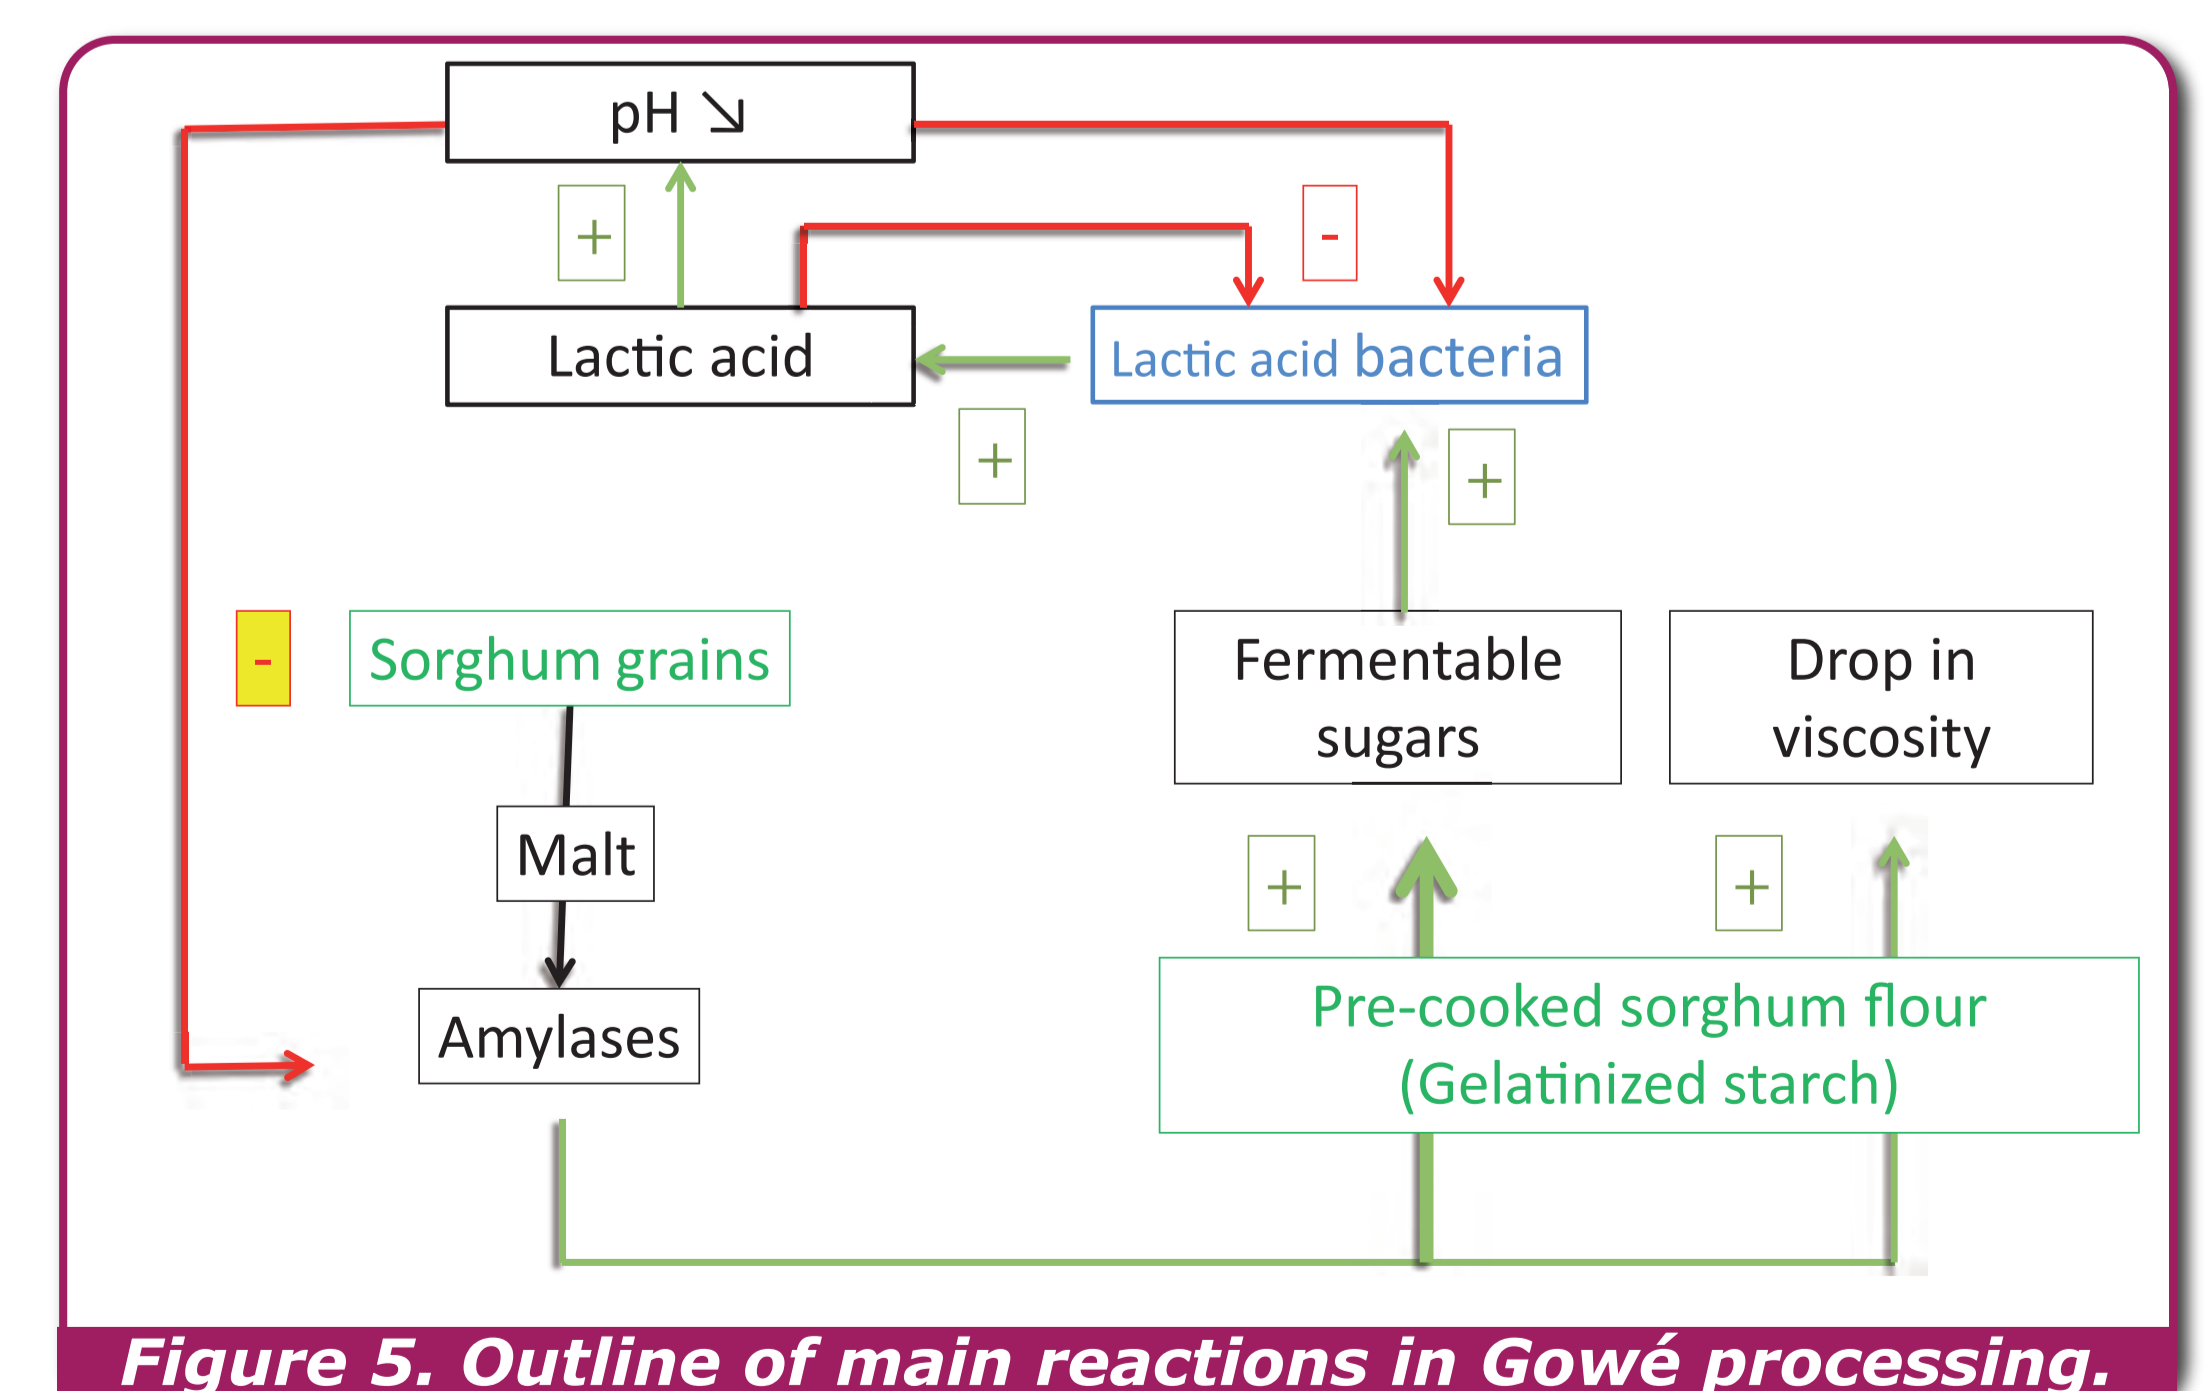 pH ↘
+
-
Lactic acid
Lactic acid bacteria
+
+
-
Sorghum grains
Fermentable
sugars
Drop in
viscosity
Malt
+
+
Amylases
Pre-cooked sorghum flour
(Gelatinized starch)
Figure 5. Outline of main reactions in Gowé processing.